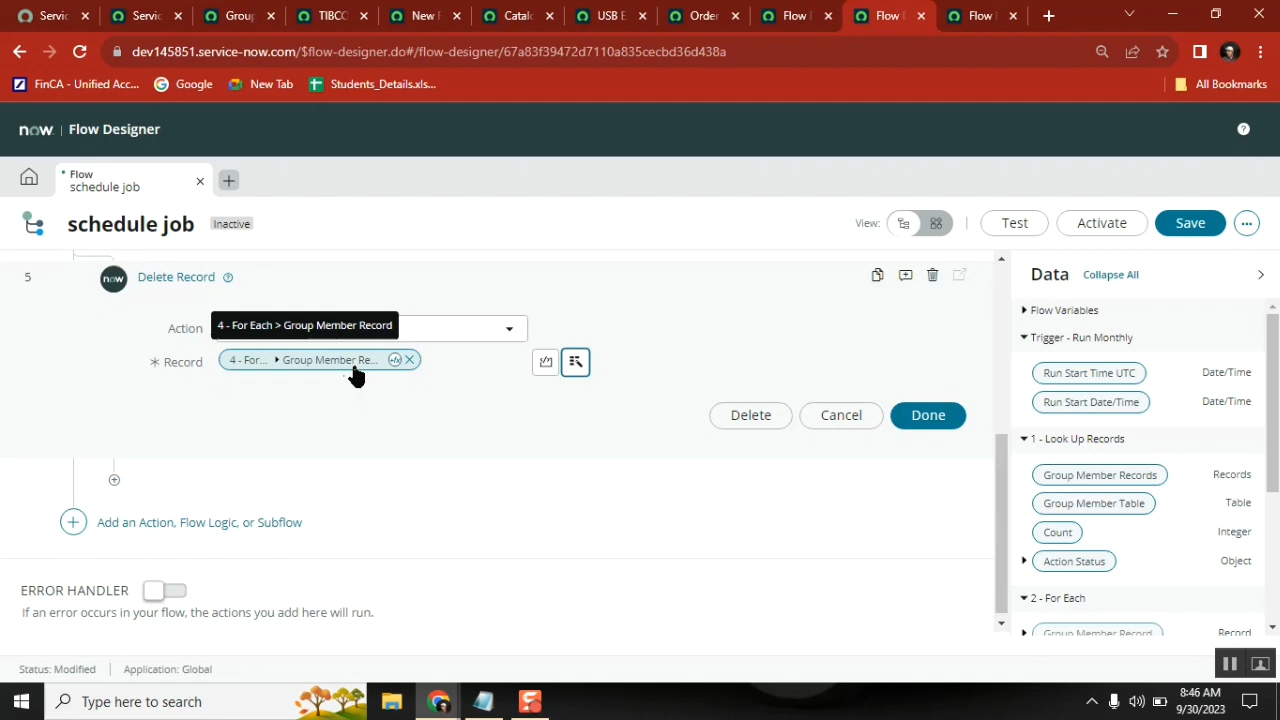 Servic
Servic
Group
TIBCO
New F
Catalo
USB E
Order
Flow
Flow
Flow
dev145851.service-now.com/$flow-designer.do#/flow-designer/67a83f39472d7110a835cecbd36d438a
FinCA - Unified Acc...
Google
New Tab
Students_Details.xls...
All Bookmarks
now. | Flow Designer
Flow
schedule job
schedule job Inactive
View:
Test
Activate
Save
5
now
Delete Record
Action
4 - For Each > Group Member Record
* Record
4 - For... Group Member Re...
Delete
Cancel
Done
Add an Action, Flow Logic, or Subflow
ERROR HANDLER
If an error occurs in your flow, the actions you add here will run.
Status: Modified
Application: Global
Data Collapse All
Flow Variables
Trigger - Run Monthly
Run Start Time UTC Date/Time
Run Start Date/Time Date/Time
1 - Look Up Records
Group Member Records Records
Group Member Table Table
Count Integer
Action Status Object
2 - For Each
Group Member Record Record
Type here to search
8:46 AM
9/30/2023